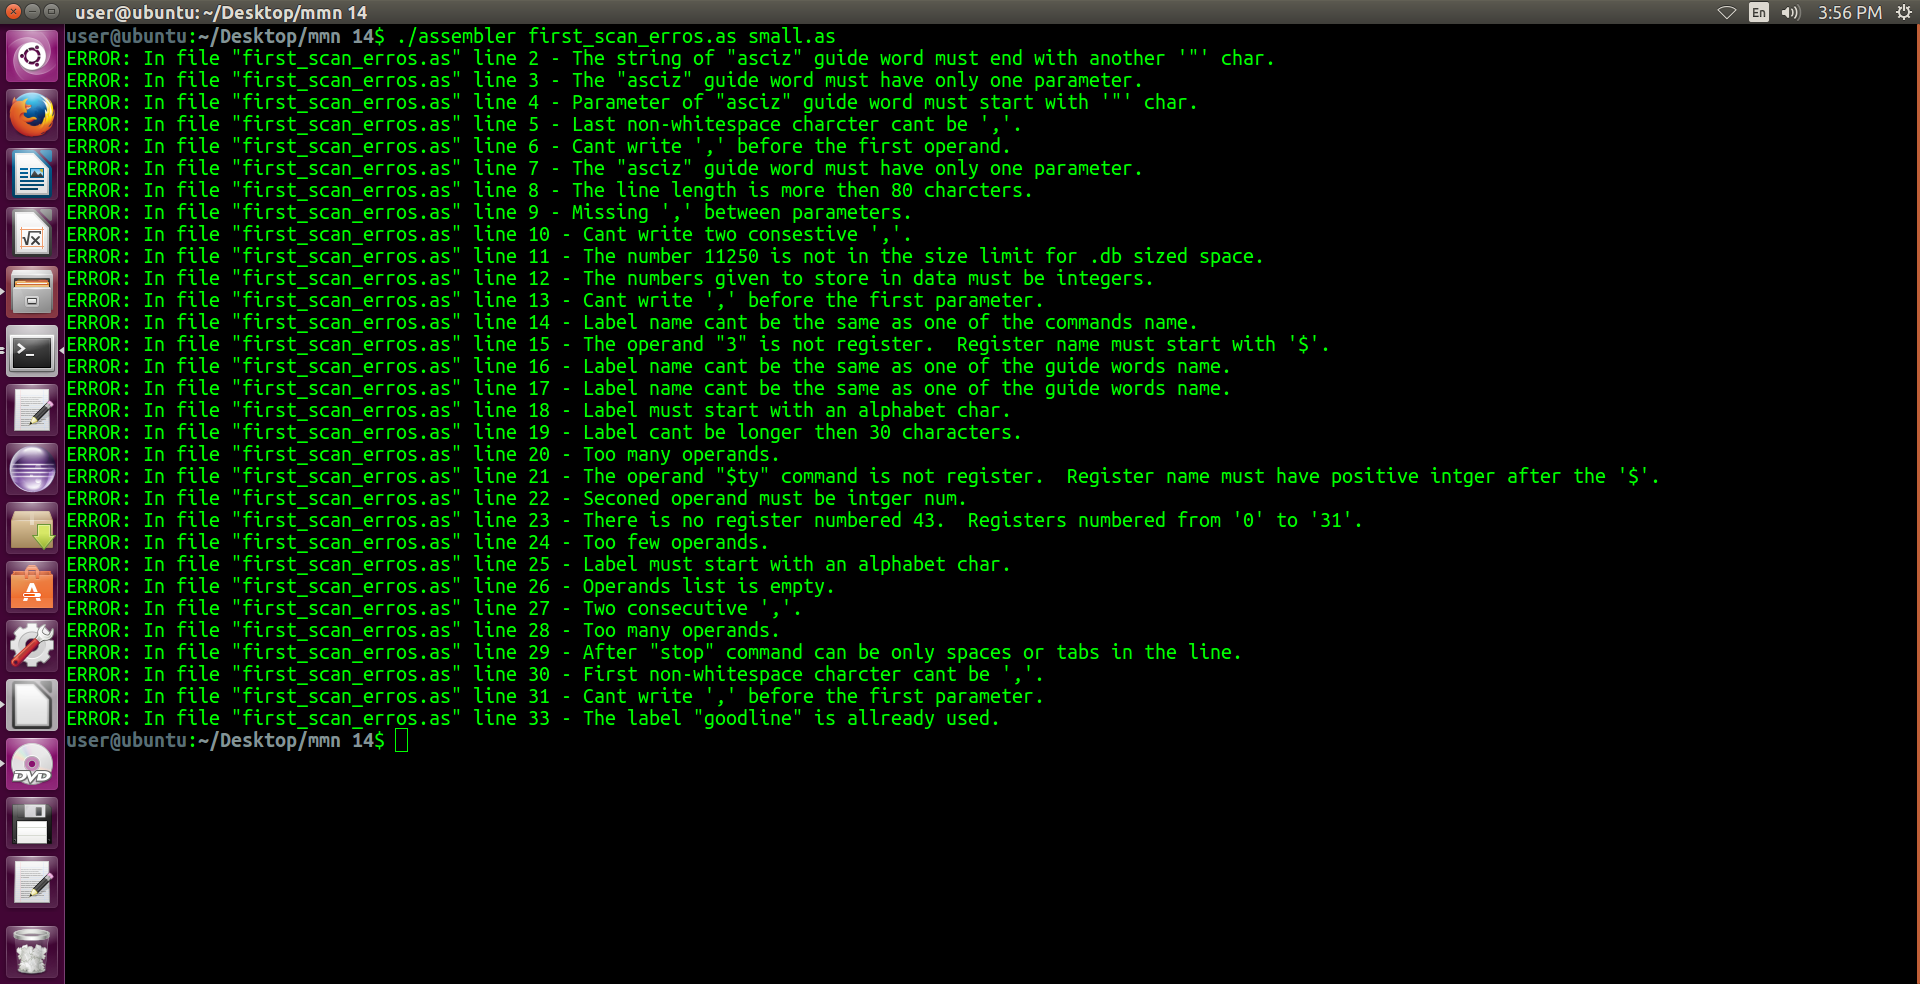 user@ubuntu: ~/Desktop/mmn 14
En
3:56 PM
user@ubuntu:~/Desktop/mmn 14$ ./assembler first_scan_erros.as small.as
ERROR: In file "first_scan_erros.as" line 2 - The string of "asciz" guide word must end with another '"' char.
ERROR: In file "first_scan_erros.as" line 3 - The "asciz" guide word must have only one parameter.
ERROR: In file "first_scan_erros.as" line 4 - Parameter of "asciz" guide word must start with '"' char.
ERROR: In file "first_scan_erros.as" line 5 - Last non-whitespace charcter cant be ','.
ERROR: In file "first_scan_erros.as" line 6 - Cant write ',' before the first operand.
ERROR: In file "first_scan_erros.as" line 7 - The "asciz" guide word must have only one parameter.
ERROR: In file "first_scan_erros.as" line 8 - The line length is more then 80 charcters.
ERROR: In file "first_scan_erros.as" line 9 - Missing ',' between parameters.
ERROR: In file "first_scan_erros.as" line 10 - Cant write two consestive ','.
ERROR: In file "first_scan_erros.as" line 11 - The number 11250 is not in the size limit for .db sized space.
ERROR: In file "first_scan_erros.as" line 12 - The numbers given to store in data must be integers.
ERROR: In file "first_scan_erros.as" line 13 - Cant write ',' before the first parameter.
ERROR: In file "first_scan_erros.as" line 14 - Label name cant be the same as one of the commands name.
ERROR: In file "first_scan_erros.as" line 15 - The operand "3" is not register.  Register name must start with '$'.
ERROR: In file "first_scan_erros.as" line 16 - Label name cant be the same as one of the guide words name.
ERROR: In file "first_scan_erros.as" line 17 - Label name cant be the same as one of the guide words name.
ERROR: In file "first_scan_erros.as" line 18 - Label must start with an alphabet char.
ERROR: In file "first_scan_erros.as" line 19 - Label cant be longer then 30 characters.
ERROR: In file "first_scan_erros.as" line 20 - Too many operands.
ERROR: In file "first_scan_erros.as" line 21 - The operand "$ty" command is not register.  Register name must have positive intger after the '$'.
ERROR: In file "first_scan_erros.as" line 22 - Seconed operand must be intger num.
ERROR: In file "first_scan_erros.as" line 23 - There is no register numbered 43.  Registers numbered from '0' to '31'.
ERROR: In file "first_scan_erros.as" line 24 - Too few operands.
ERROR: In file "first_scan_erros.as" line 25 - Label must start with an alphabet char.
ERROR: In file "first_scan_erros.as" line 26 - Operands list is empty.
ERROR: In file "first_scan_erros.as" line 27 - Two consecutive ','.
ERROR: In file "first_scan_erros.as" line 28 - Too many operands.
ERROR: In file "first_scan_erros.as" line 29 - After "stop" command can be only spaces or tabs in the line.
ERROR: In file "first_scan_erros.as" line 30 - First non-whitespace charcter cant be ','.
ERROR: In file "first_scan_erros.as" line 31 - Cant write ',' before the first parameter.
ERROR: In file "first_scan_erros.as" line 33 - The label "goodline" is allready used.
user@ubuntu:~/Desktop/mmn 14$
DVD